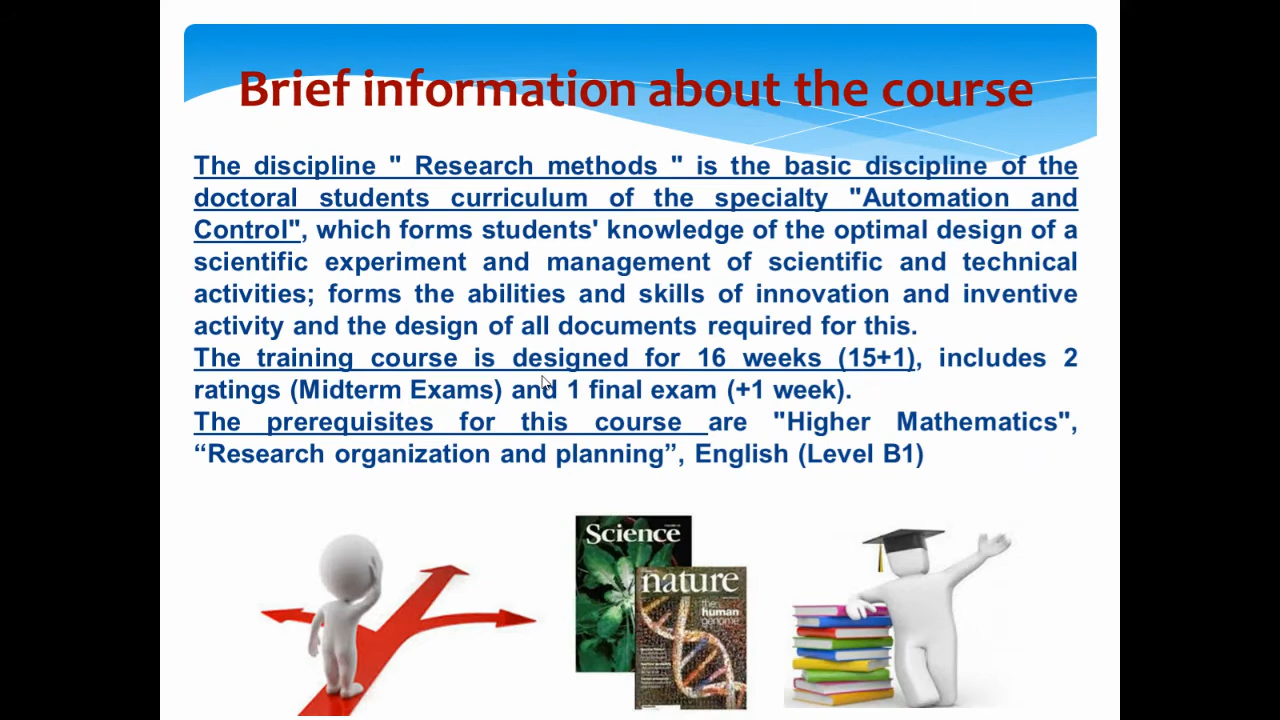 Brief information about the course
The discipline " Research methods " is the basic discipline of the
doctoral students curriculum of the specialty "Automation and
Control", which forms students' knowledge of the optimal design of a
scientific experiment and management of scientific and technical
activities; forms the abilities and skills of innovation and inventive
activity and the design of all documents required for this.
The training course is designed for 16 weeks (15+1), includes 2
ratings (Midterm Exams) and 1 final exam (+1 week).
The prerequisites for this course are "Higher Mathematics",
“Research organization and planning”, English (Level B1)
Science
nature
the
human
genome